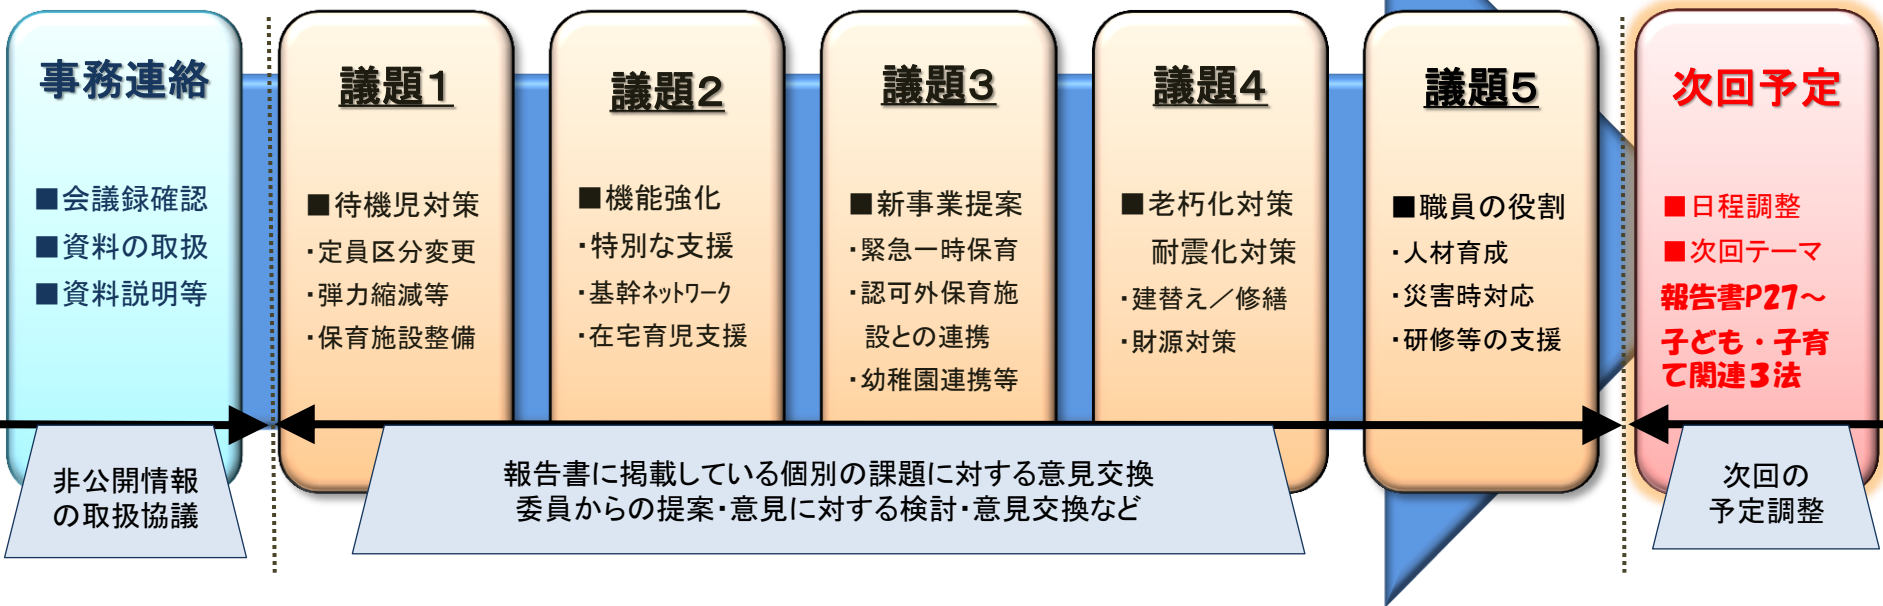 事務連絡
■会議録確認
■資料の取扱
■資料説明等
議題1
■待機児対策
・定員区分変更
・弾力縮減等
・保育施設整備
議題2
■機能強化
・特別な支援
・基幹ネットワーク
・在宅育児支援
議題3
■新事業提案
・緊急一時保育
・認可外保育施
設との連携
・幼稚園連携等
議題4
■老朽化対策
耐震化対策
・建替え／修繕
・財源対策
議題5
■職員の役割
・人材育成
・災害時対応
・研修等の支援
次回予定
■日程調整
■次回テーマ
報告書P27～
子ども・子育
て関連3法
非公開情報
の取扱協議
報告書に掲載している個別の課題に対する意見交換
委員からの提案・意見に対する検討・意見交換など
次回の
予定調整